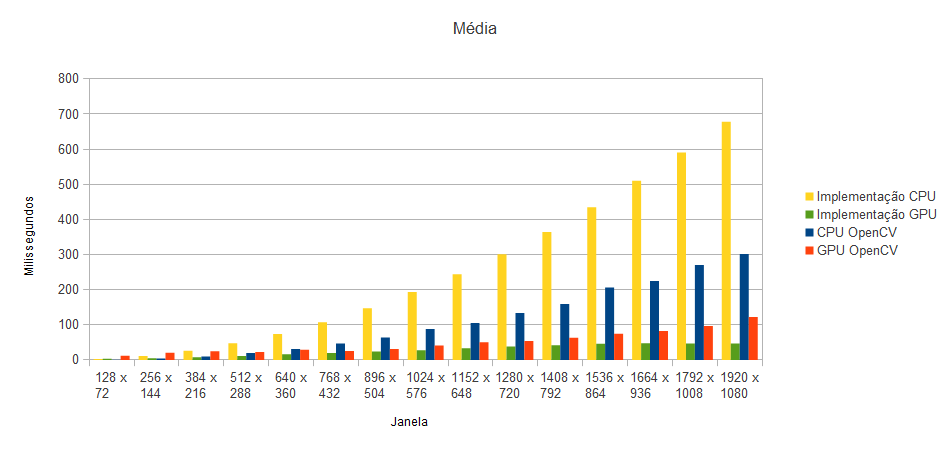 Média
800
700
600
500
400
300
200
100
0
Milissegundos
128 x
72
256 x
144
384 x
216
512 x
288
640 x
360
768 x
432
896 x
504
1024 x
576
1152 x
648
1280 x
720
1408 x
792
1536 x
864
1664 x
936
1792 x
1008
1920 x
1080
Janela
Implementação CPU
Implementação GPU
CPU OpenCV
GPU OpenCV